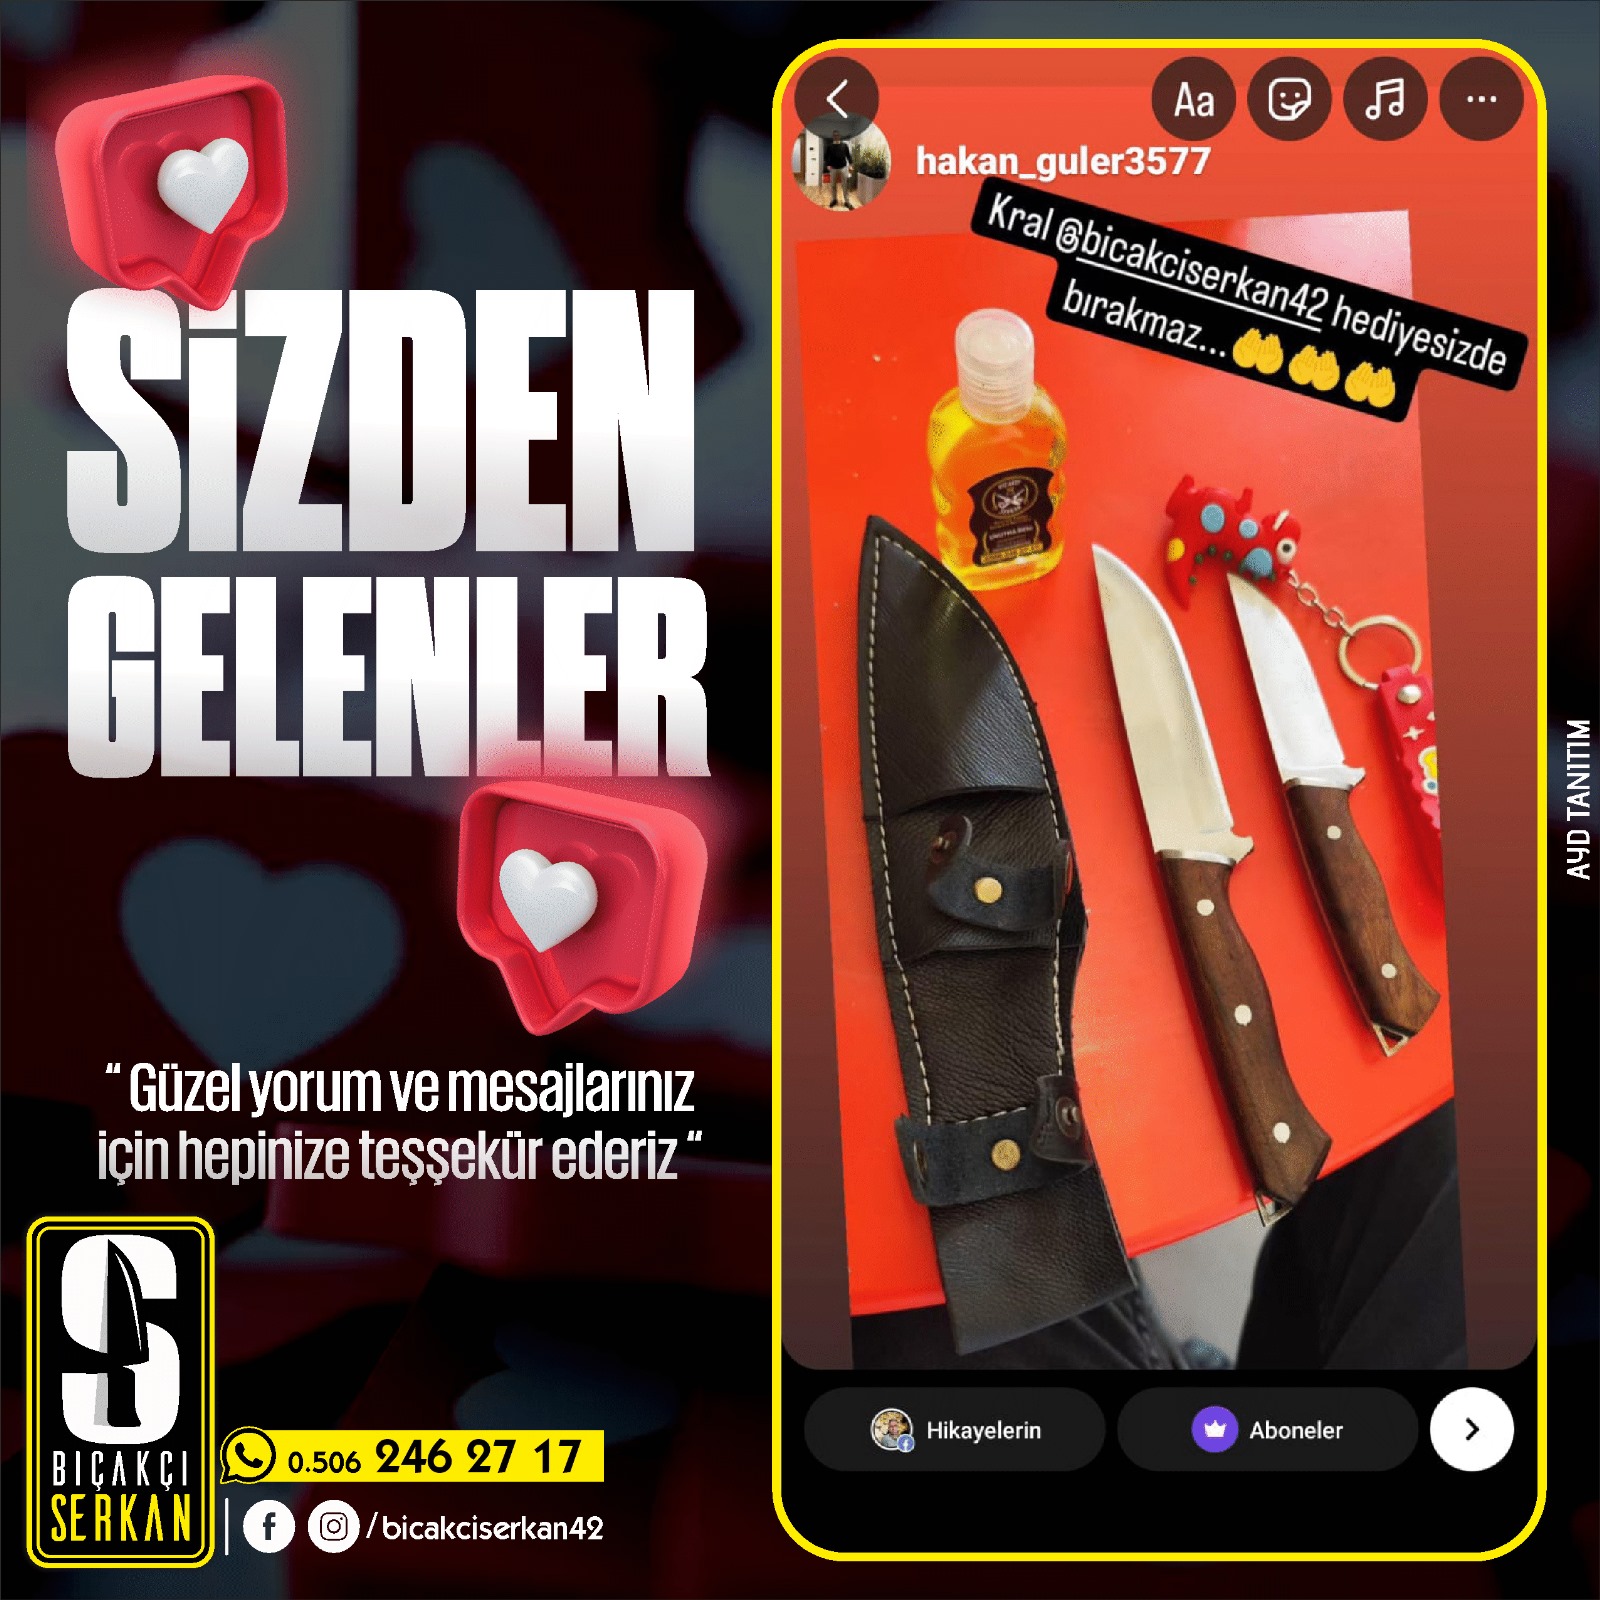 SiZDEN
GELENLER
“ Güzel yorum ve mesajlarınız
için hepinize teşşekür ederiz “
BIÇAKÇI
SERKAN
0.506 246 27 17
/bicakciserkan42
Aa
hakan_guler3577
Kral @bicakciserkan42 hediyesizde
bırakmaz... 🤲🤲🤲
Hikayelerin
Aboneler
AYD TANITIM